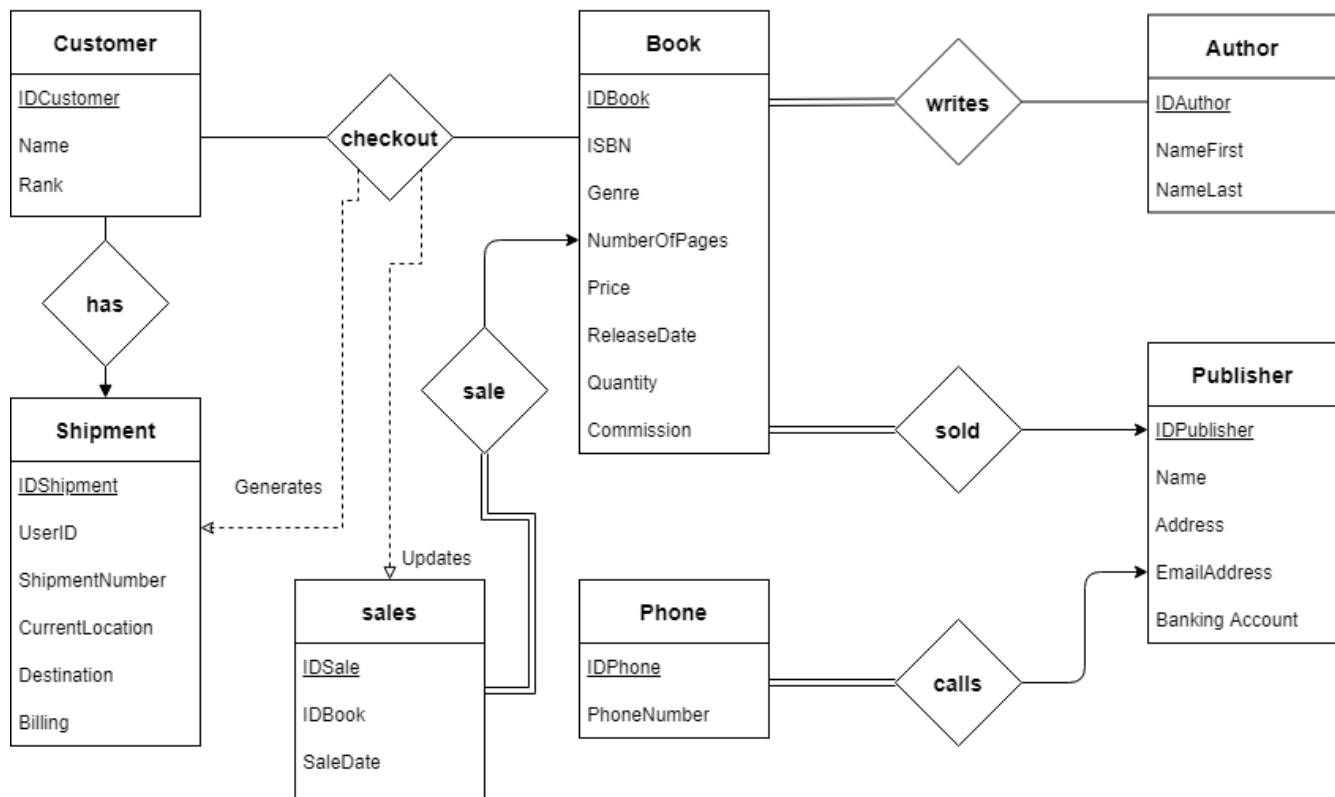 Customer
IDCustomer
Name
Rank
checkout
Book
IDBook
ISBN
Genre
NumberOfPages
Price
ReleaseDate
Quantity
Commission
writes
Author
IDAuthor
NameFirst
NameLast
has
sale
sold
Publisher
IDPublisher
Name
Address
EmailAddress
Banking Account
Shipment
IDShipment
UserID
ShipmentNumber
CurrentLocation
Destination
Billing
Generates
Updates
sales
IDSale
IDBook
SaleDate
Phone
IDPhone
PhoneNumber
calls